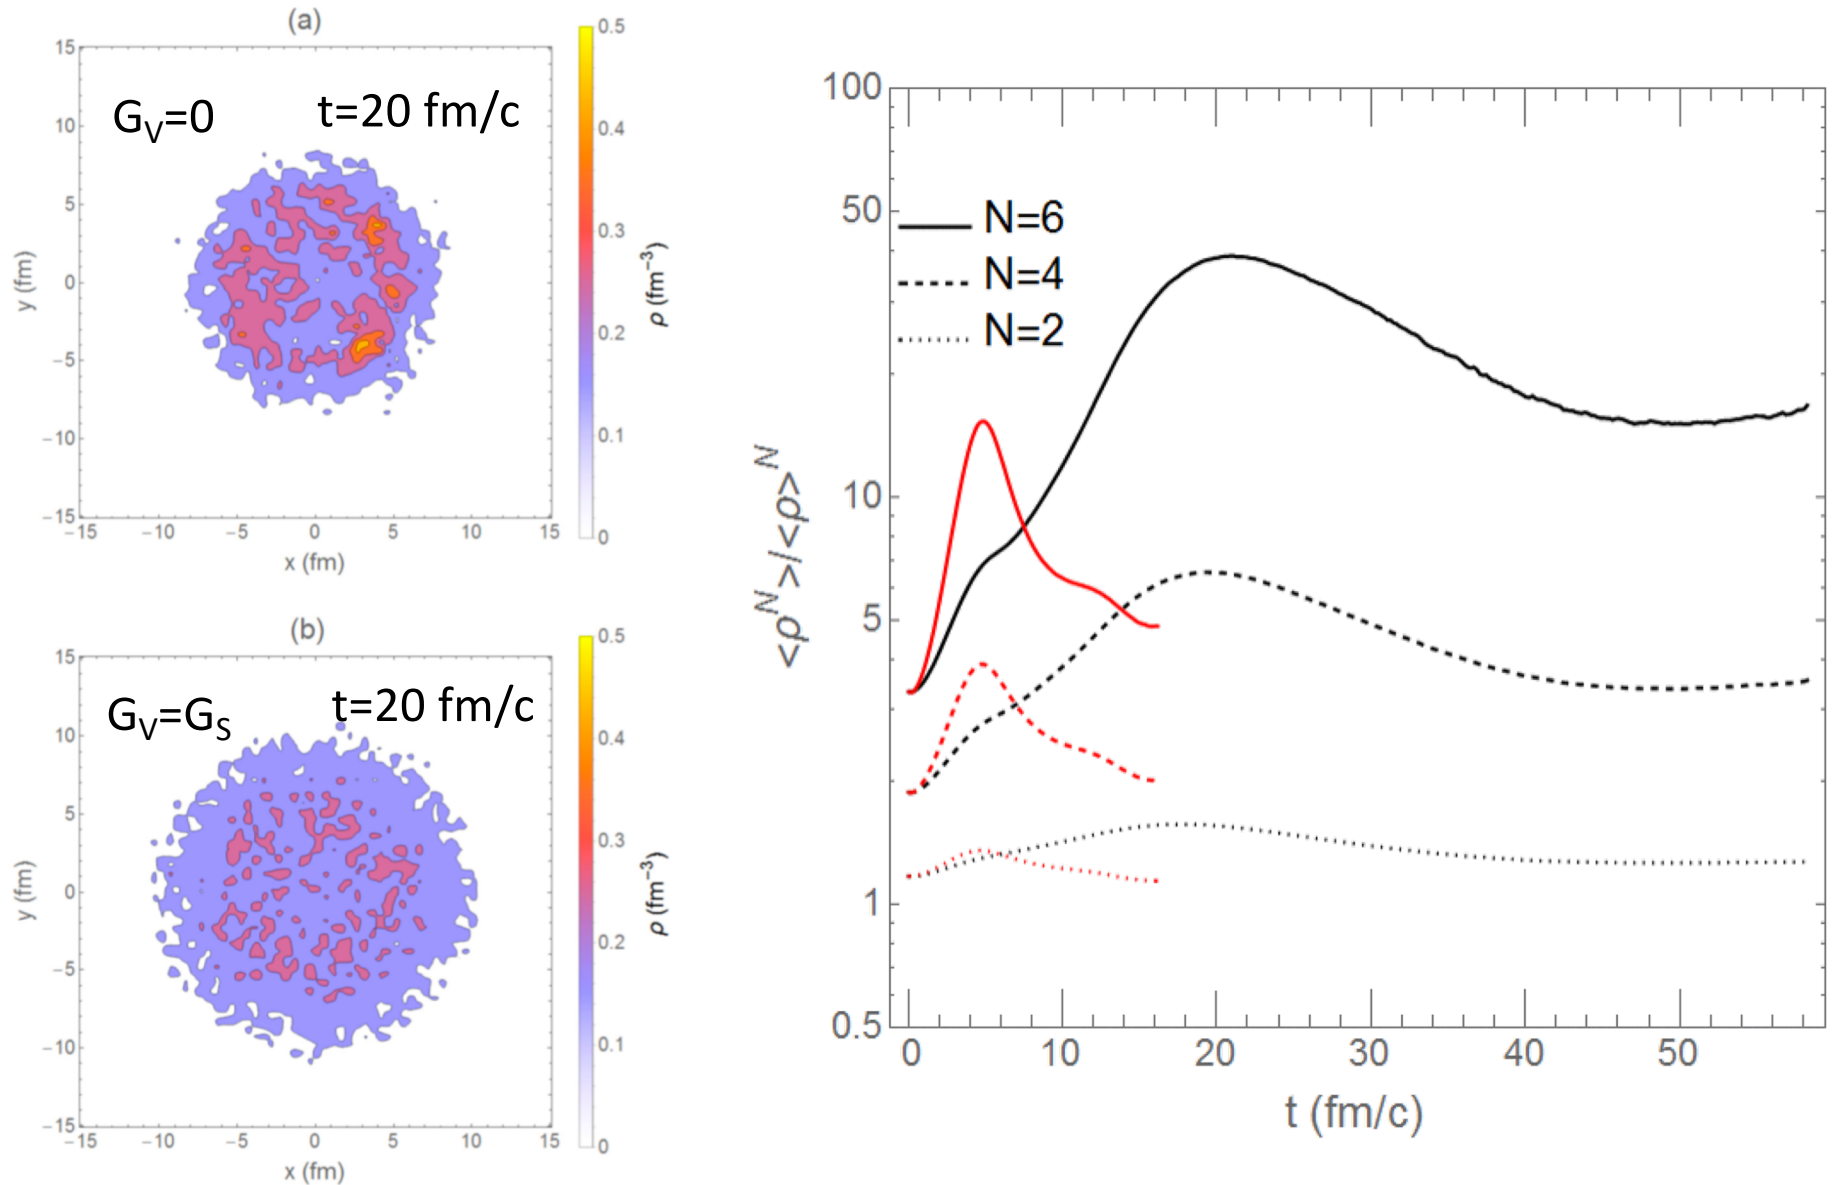 (a)
G_V=0 t=20 fm/c
15
10
5
0
−5
−10
−15
y (fm)
−15 −10 −5 0 5 10 15
x (fm)
0.5
0.4
0.3
0.2
0.1
0
ρ (fm⁻³)
(b)
G_V=G_S t=20 fm/c
15
10
5
0
−5
−10
−15
y (fm)
−15 −10 −5 0 5 10 15
x (fm)
0.5
0.4
0.3
0.2
0.1
0
ρ (fm⁻³)
100
50
10
5
1
0.5
<ρ^N>/<ρ>^N
N=6
N=4
N=2
0 10 20 30 40 50
t (fm/c)